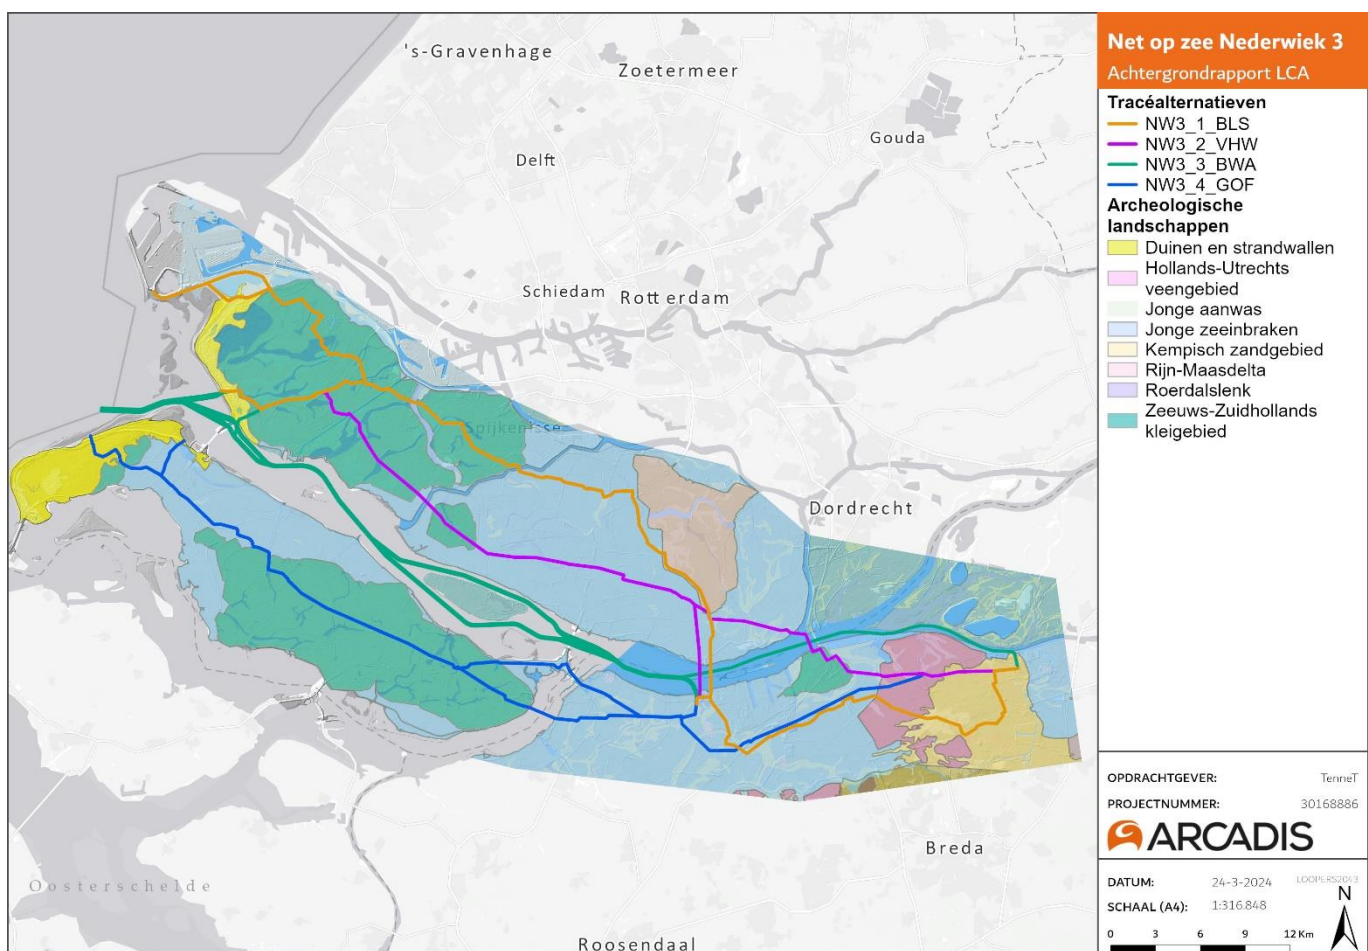 's-Gravenhage
Zoetermeer
Gouda
Delft
Schiedam
Rotterdam
Spijkenisse
Dordrecht
Breda
Oosterschelde
Roosendaal
Net op zee Nederwiek 3
Achtergrondrapport LCA
Tracéalternatieven
NW3_1_BLS
NW3_2_VHW
NW3_3_BWA
NW3_4_GOF
Archeologische
landschappen
Duinen en strandwallen
Hollands-Utrechts
veengebied
Jonge aanwas
Jonge zeeinbraken
Kempisch zandgebied
Rijn-Maasdelta
Roerdalslenk
Zeeuws-Zuidhollands
kleigebied
OPDRACHTGEVER: TenneT
PROJECTNUMMER: 30168886
ARCADIS
DATUM: 24-3-2024 LOOPERS2043
SCHAAL (A4): 1:316.848
N
0 3 6 9 12 Km